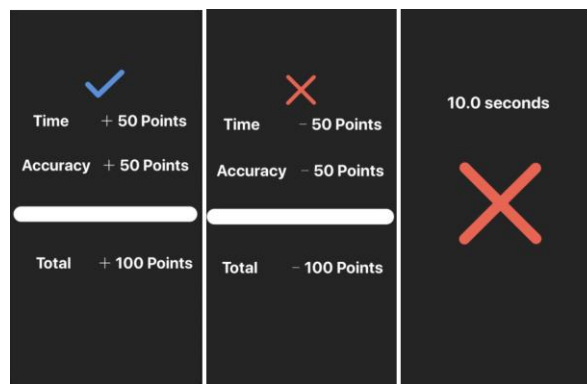 Time + 50 Points
Accuracy + 50 Points
Total + 100 Points
Time − 50 Points
Accuracy − 50 Points
Total − 100 Points
10.0 seconds